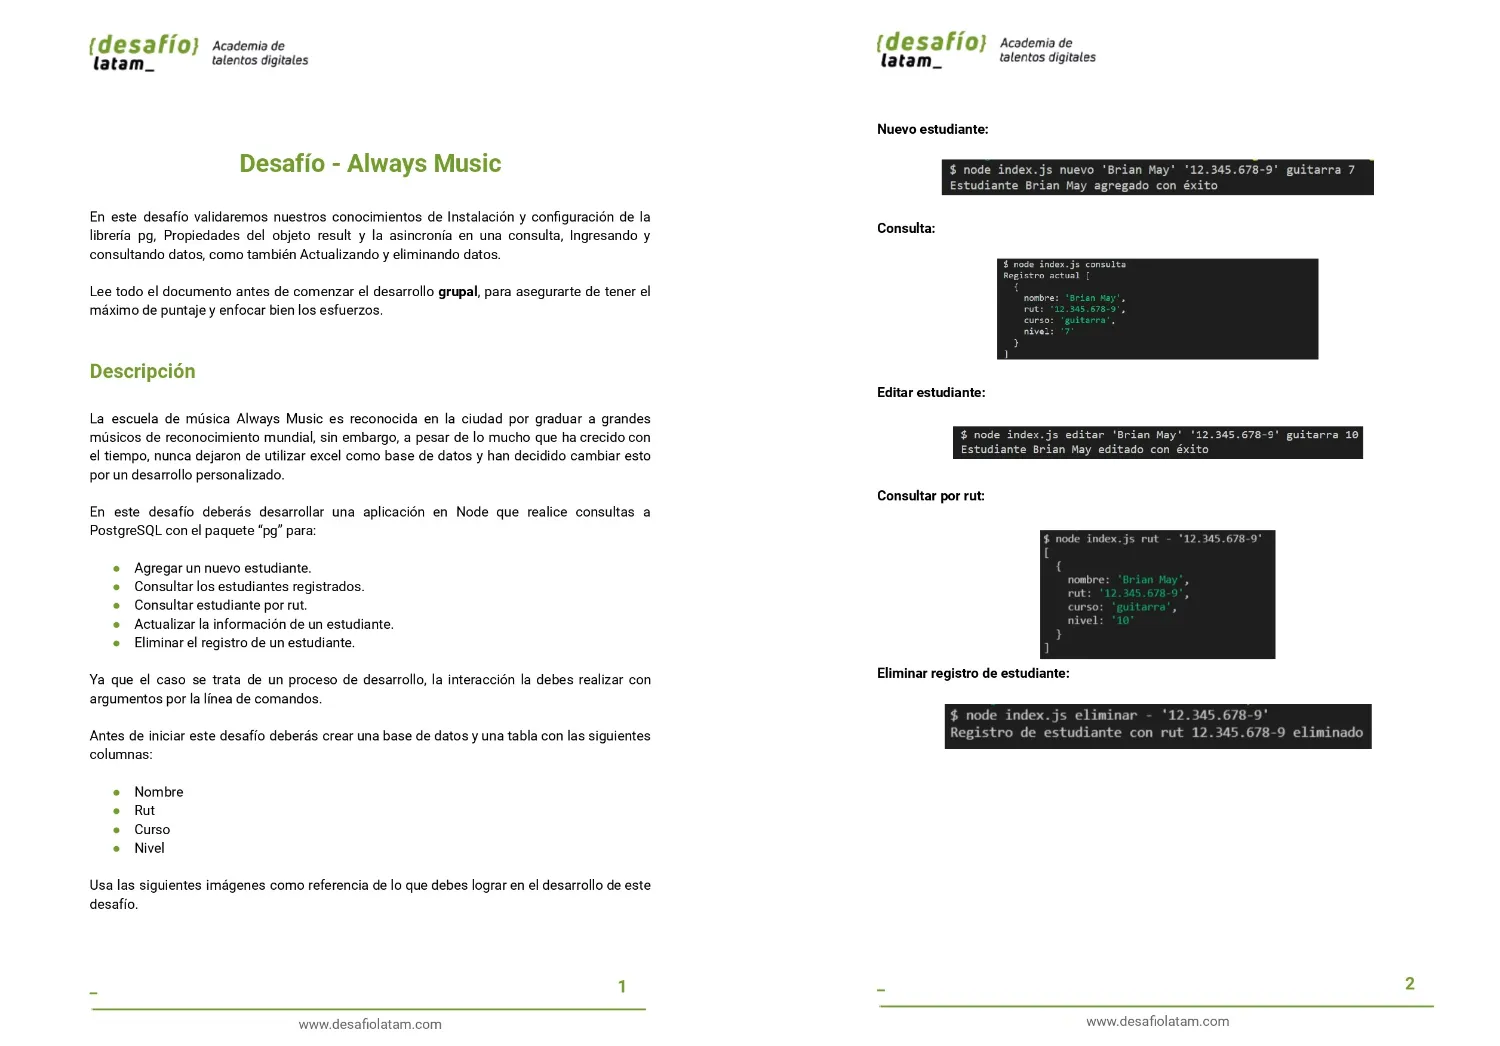 {desafío} Academia de
latam_ talentos digitales
Desafío - Always Music
En este desafío validaremos nuestros conocimientos de Instalación y configuración de la
librería pg, Propiedades del objeto result y la asincronía en una consulta, Ingresando y
consultando datos, como también Actualizando y eliminando datos.
Lee todo el documento antes de comenzar el desarrollo grupal, para asegurarte de tener el
máximo de puntaje y enfocar bien los esfuerzos.
Descripción
La escuela de música Always Music es reconocida en la ciudad por graduar a grandes
músicos de reconocimiento mundial, sin embargo, a pesar de lo mucho que ha crecido con
el tiempo, nunca dejaron de utilizar excel como base de datos y han decidido cambiar esto
por un desarrollo personalizado.
En este desafío deberás desarrollar una aplicación en Node que realice consultas a
PostgreSQL con el paquete “pg” para:
● Agregar un nuevo estudiante.
● Consultar los estudiantes registrados.
● Consultar estudiante por rut.
● Actualizar la información de un estudiante.
● Eliminar el registro de un estudiante.
Ya que el caso se trata de un proceso de desarrollo, la interacción la debes realizar con
argumentos por la línea de comandos.
Antes de iniciar este desafío deberás crear una base de datos y una tabla con las siguientes
columnas:
● Nombre
● Rut
● Curso
● Nivel
Usa las siguientes imágenes como referencia de lo que debes lograr en el desarrollo de este
desafío.
_ 1
www.desafiolatam.com
{desafío} Academia de
latam_ talentos digitales
Nuevo estudiante:
$ node index.js nuevo 'Brian May' '12.345.678-9' guitarra 7
Estudiante Brian May agregado con éxito
Consulta:
$ node index.js consulta
Registro actual [
{
nombre: 'Brian May',
rut: '12.345.678-9',
curso: 'guitarra',
nivel: '7'
}
]
Editar estudiante:
$ node index.js editar 'Brian May' '12.345.678-9' guitarra 10
Estudiante Brian May editado con éxito
Consultar por rut:
$ node index.js rut - '12.345.678-9'
[
{
nombre: 'Brian May',
rut: '12.345.678-9',
curso: 'guitarra',
nivel: '10'
}
]
Eliminar registro de estudiante:
$ node index.js eliminar - '12.345.678-9'
Registro de estudiante con rut 12.345.678-9 eliminado
_ 2
www.desafiolatam.com